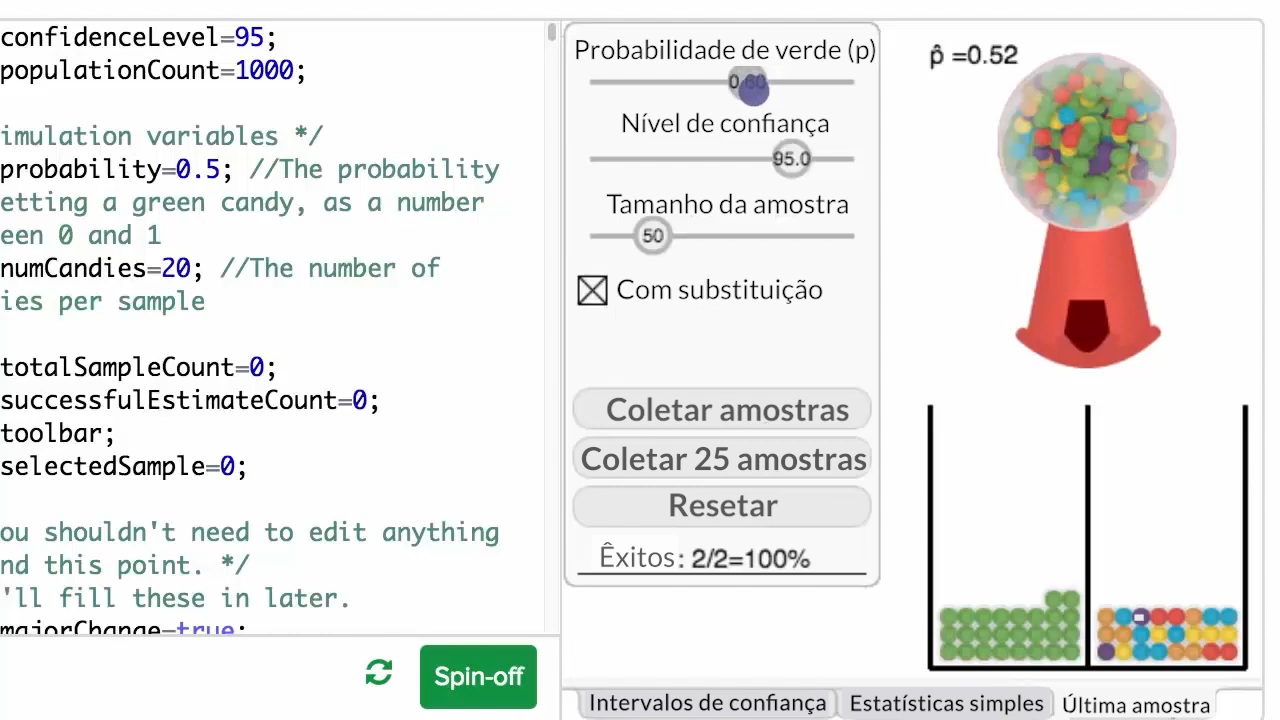 confidenceLevel=95;
populationCount=1000;
imulation variables */
probability=0.5; //The probability
etting a green candy, as a number
een 0 and 1
numCandies=20; //The number of
ies per sample
totalSampleCount=0;
successfulEstimateCount=0;
toolbar;
selectedSample=0;
ou shouldn't need to edit anything
nd this point. */
'll fill these in later.
majorChange=true;
Spin-off
Probabilidade de verde (p)
0.60
Nível de confiança
95.0
Tamanho da amostra
50
Com substituição
Coletar amostras
Coletar 25 amostras
Resetar
Êxitos: 2/2=100%
p̂ =0.52
Intervalos de confiança
Estatísticas simples
Última amostra